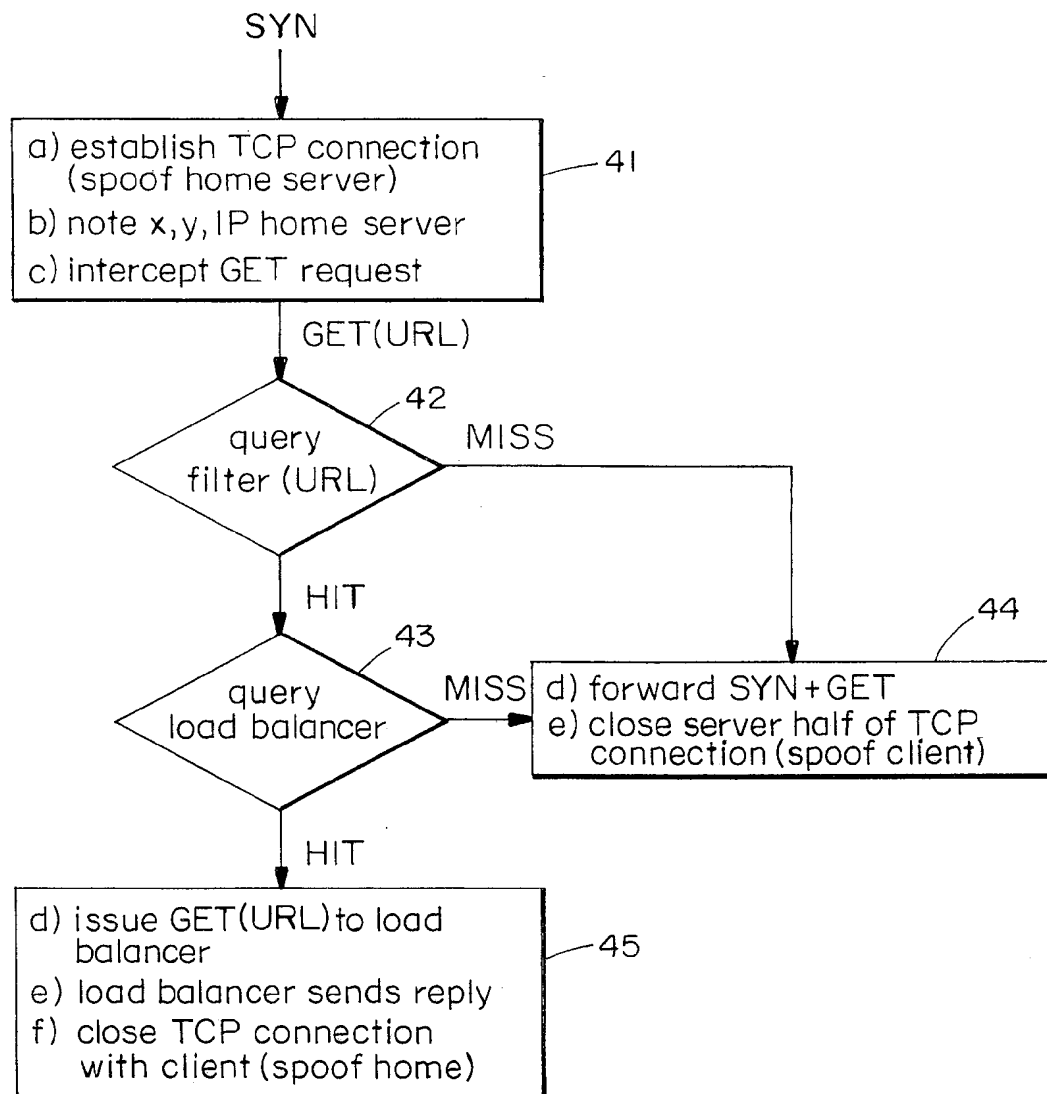 SYN
a) establish TCP connection
(spoof home server)
b) note x,y, IP home server
c) intercept GET request
41
GET(URL)
42
query
filter (URL)
MISS
HIT
43
query
load balancer
MISS
44
d) forward SYN+GET
e) close server half of TCP
connection (spoof client)
HIT
d) issue GET(URL) to load
balancer
e) load balancer sends reply
f) close TCP connection
with client (spoof home)
45